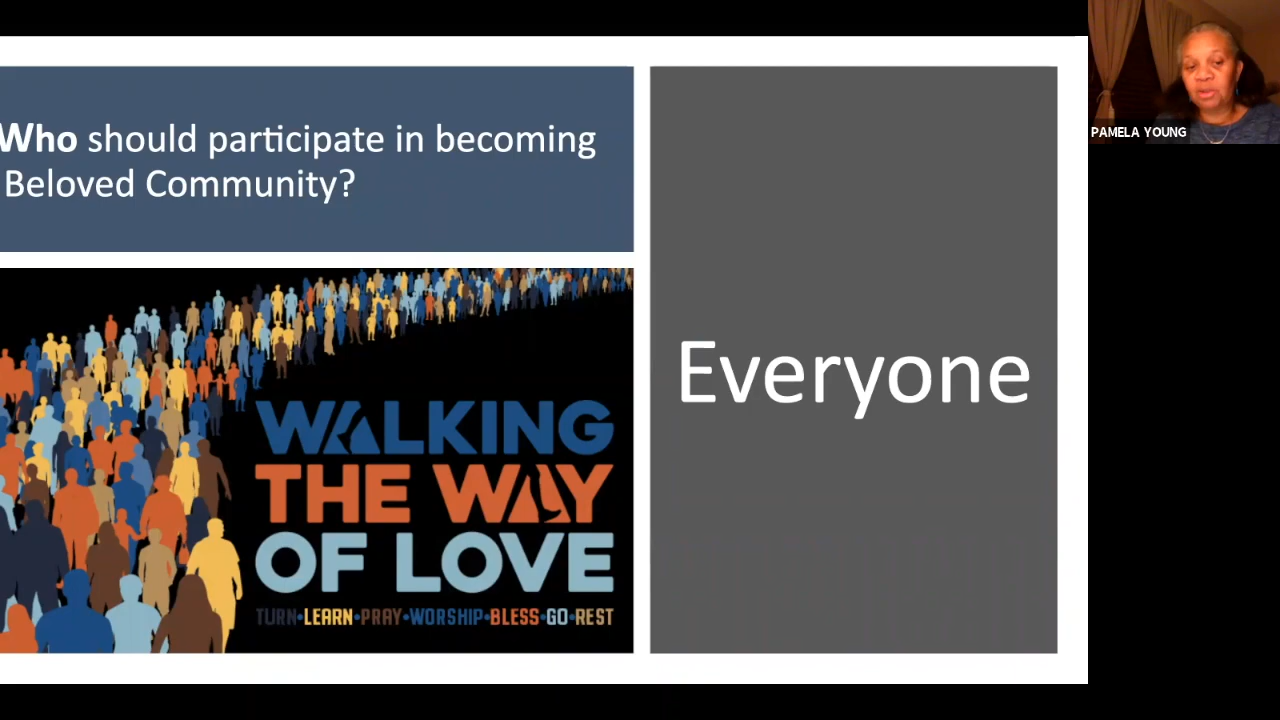 Who should participate in becoming
Beloved Community?
WALKING
THE WAY
OF LOVE
TURN•LEARN•PRAY•WORSHIP•BLESS•GO•REST
Everyone
PAMELA YOUNG